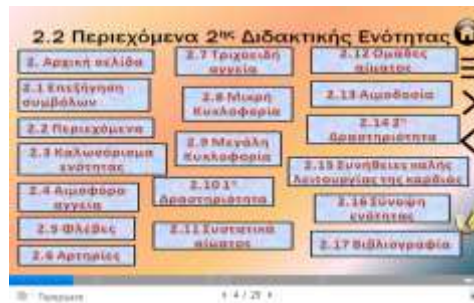 2.2 Περιεχόμενα 2ης Διδακτικής Ενότητας
2. Αρχική σελίδα
2.1 Επεξήγηση
συμβόλων
2.2 Περιεχόμενα
2.3 Καλωσόρισμα
ενότητας
2.4 Αιμοφόρα
αγγεία
2.5 Φλέβες
2.6 Αρτηρίες
2.7 Τριχοειδή
αγγεία
2.8 Μικρή
Κυκλοφορία
2.9 Μεγάλη
Κυκλοφορία
2.10 1η
Δραστηριότητα
2.11 Συστατικά
αίματος
2.12 Ομάδες
αίματος
2.13 Αιμοδοσία
2.14 2η
Δραστηριότητα
2.15 Συνήθειες καλής
λειτουργίας της καρδιάς
2.16 Σύνοψη
ενότητας
2.17 Βιβλιογραφία
4 / 29